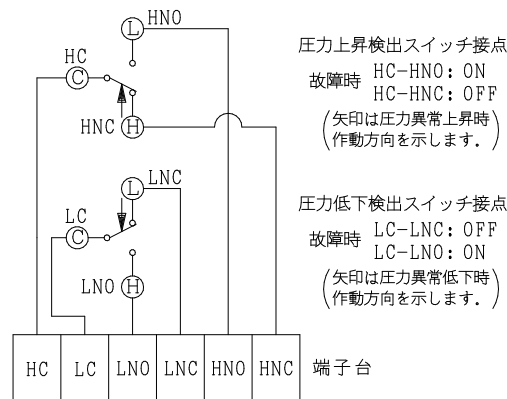 HNO
L
HC
C
HNC
H
圧力上昇検出スイッチ接点
故障時 HC-HNO: ON
HC-HNC: OFF
(矢印は圧力異常上昇時
作動方向を示します.)
LNC
L
LC
C
LNO
H
圧力低下検出スイッチ接点
故障時 LC-LNC: OFF
LC-LNO: ON
(矢印は圧力異常低下時
作動方向を示します.)
HC LC LNO LNC HNO HNC 端子台